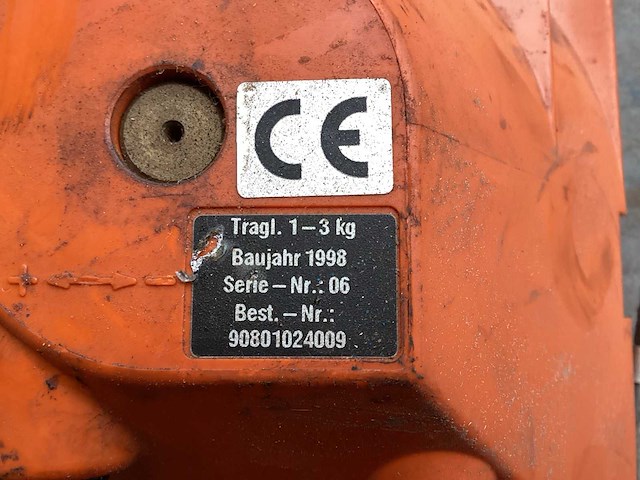 CE
Tragl. 1–3 kg
Baujahr 1998
Serie – Nr.: 06
Best. – Nr.:
90801024009